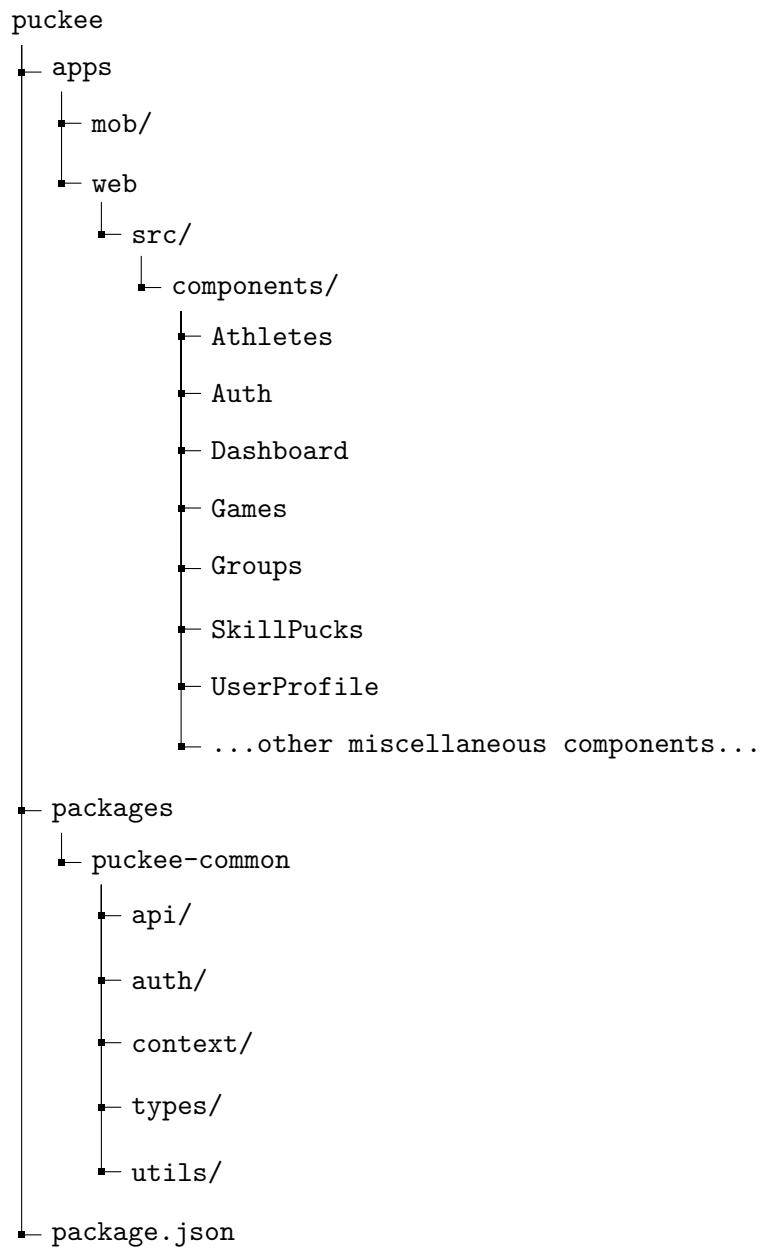 puckee
apps
mob/
web
src/
components/
Athletes
Auth
Dashboard
Games
Groups
SkillPucks
UserProfile
...other miscellaneous components...
packages
puckee-common
api/
auth/
context/
types/
utils/
package.json